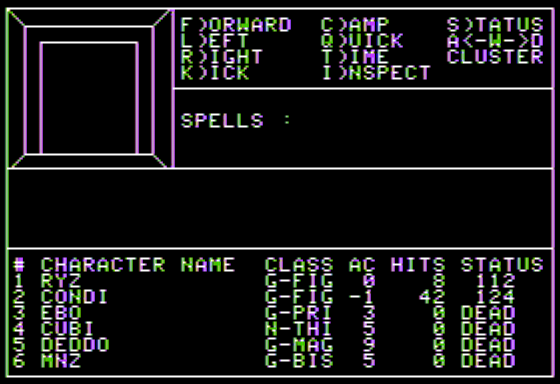 F)ORWARD C)AMP S)TATUS
L)EFT Q)UICK A<-W->D
R)IGHT T)IME CLUSTER
K)ICK I)NSPECT
SPELLS :
# CHARACTER NAME CLASS AC HITS STATUS
1 RYZ G-FIG 0 8 112
2 CONDI G-FIG -1 42 124
3 EBO G-PRI 3 0 DEAD
4 CUBI N-THI 5 0 DEAD
5 DEDDO G-MAG 9 0 DEAD
6 MNZ G-BIS 5 0 DEAD